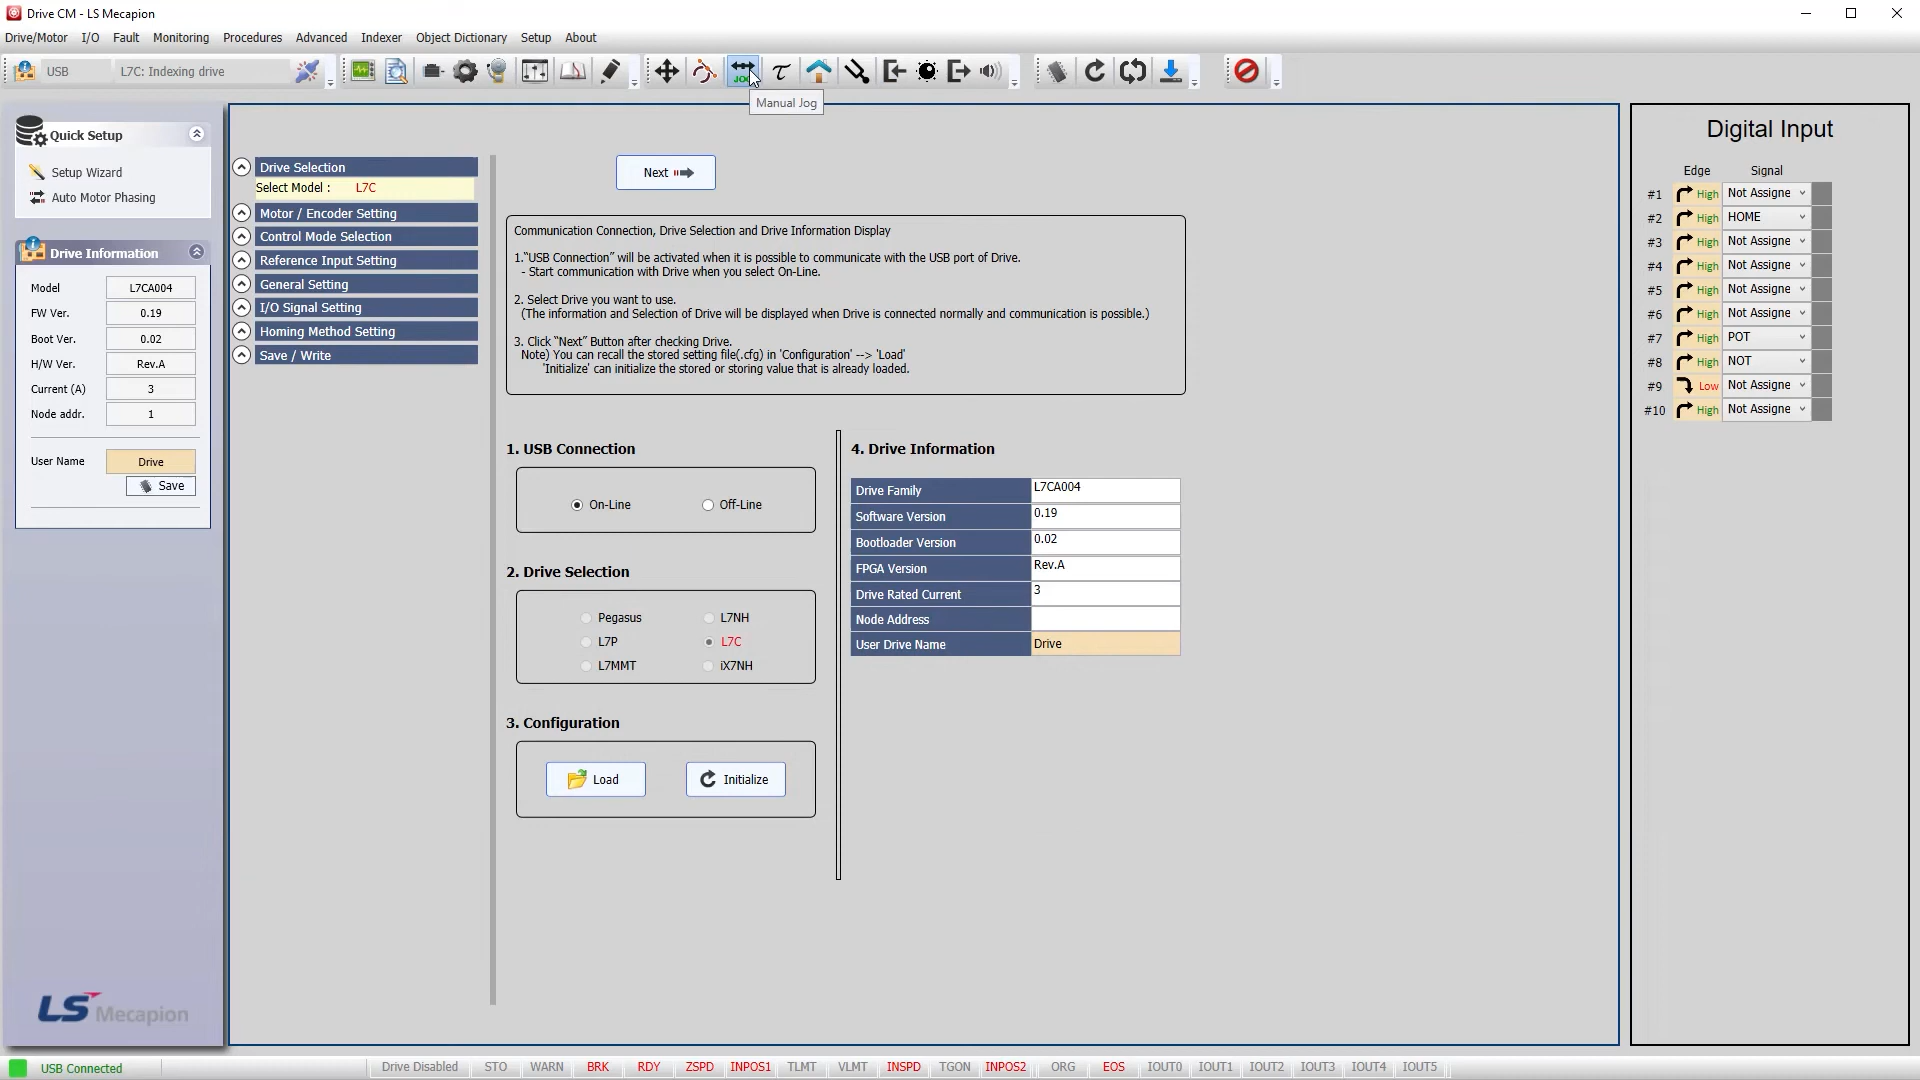 Drive CM - LS Mecapion
Drive/Motor I/O Fault Monitoring Procedures Advanced Indexer Object Dictionary Setup About
USB L7C: Indexing drive
JOG
Manual Jog
Quick Setup
Setup Wizard
Auto Motor Phasing
Drive Information
Model L7CA004
FW Ver. 0.19
Boot Ver. 0.02
H/W Ver. Rev.A
Current (A) 3
Node addr. 1
User Name Drive
Save
LS Mecapion
Drive Selection
Select Model : L7C
Motor / Encoder Setting
Control Mode Selection
Reference Input Setting
General Setting
I/O Signal Setting
Homing Method Setting
Save / Write
Next
Communication Connection, Drive Selection and Drive Information Display
1.“USB Connection” will be activated when it is possible to communicate with the USB port of Drive.
- Start communication with Drive when you select On-Line.
2. Select Drive you want to use.
(The information and Selection of Drive will be displayed when Drive is connected normally and communication is possible.)
3. Click “Next” Button after checking Drive.
Note) You can recall the stored setting file(.cfg) in 'Configuration' --> 'Load'
'Initialize' can initialize the stored or storing value that is already loaded.
1. USB Connection
On-Line Off-Line
2. Drive Selection
Pegasus L7NH
L7P L7C
L7MMT iX7NH
3. Configuration
Load Initialize
4. Drive Information
Drive Family L7CA004
Software Version 0.19
Bootloader Version 0.02
FPGA Version Rev.A
Drive Rated Current 3
Node Address
User Drive Name Drive
Digital Input
Edge Signal
#1 High Not Assigne
#2 High HOME
#3 High Not Assigne
#4 High Not Assigne
#5 High Not Assigne
#6 High Not Assigne
#7 High POT
#8 High NOT
#9 Low Not Assigne
#10 High Not Assigne
USB Connected Drive Disabled STO WARN BRK RDY ZSPD INPOS1 TLMT VLMT INSPD TGON INPOS2 ORG EOS IOUT0 IOUT1 IOUT2 IOUT3 IOUT4 IOUT5